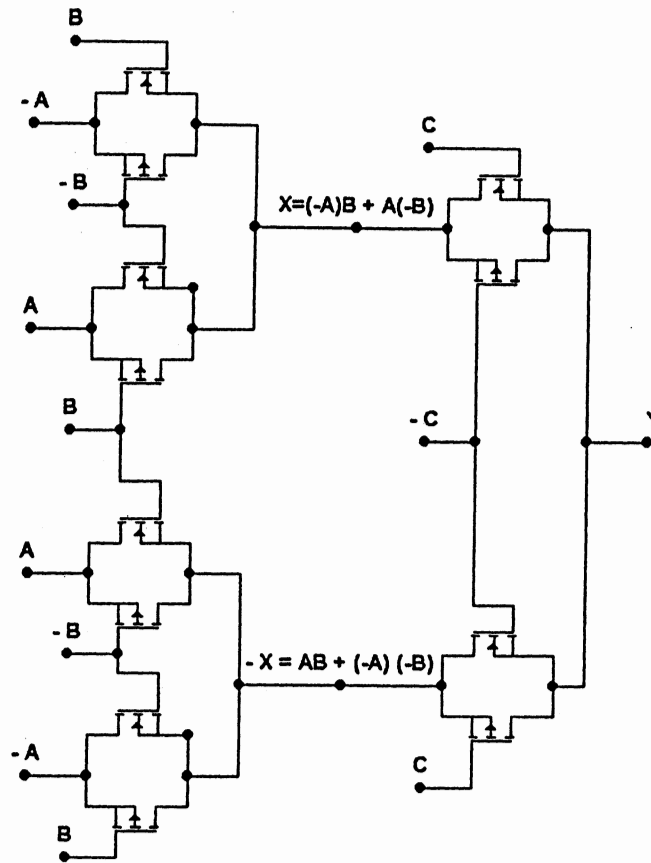 B
- A
C
- B
X=(-A)B + A(-B)
A
B
- C
A
- B
- X = AB + (-A) (-B)
- A
C
B